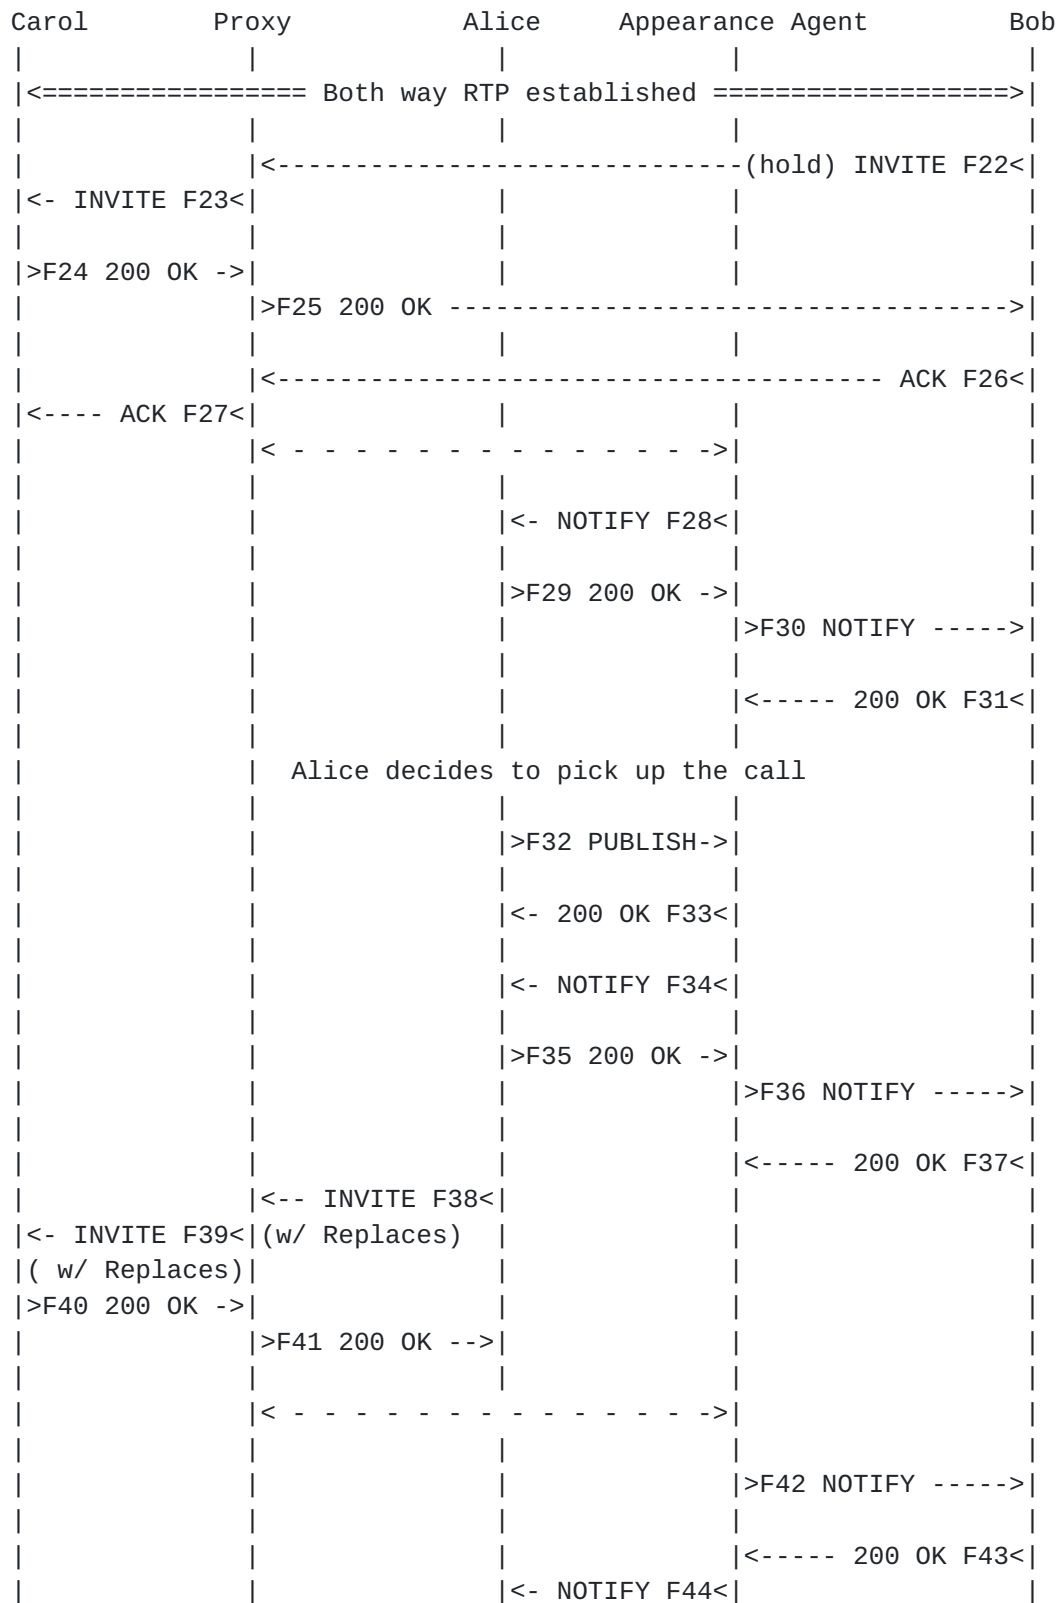 Carol        Proxy           Alice     Appearance Agent         Bob
|              |               |              |                  |
|<================= Both way RTP established ===================>|
|              |               |              |                  |
|              |<------------------------------(hold) INVITE F22<|
|<- INVITE F23<|               |              |                  |
|              |               |              |                  |
|>F24 200 OK ->|               |              |                  |
|              |>F25 200 OK ------------------------------------>|
|              |               |              |                  |
|              |<--------------------------------------- ACK F26<|
|<---- ACK F27<|               |              |                  |
|              |< - - - - - - - - - - - - - ->|                  |
|              |               |              |                  |
|              |               |<- NOTIFY F28<|                  |
|              |               |              |                  |
|              |               |>F29 200 OK ->|                  |
|              |               |              |>F30 NOTIFY ----->|
|              |               |              |                  |
|              |               |              |<----- 200 OK F31<|
|              |               |              |                  |
|              |  Alice decides to pick up the call              |
|              |               |              |                  |
|              |               |>F32 PUBLISH->|                  |
|              |               |              |                  |
|              |               |<- 200 OK F33<|                  |
|              |               |              |                  |
|              |               |<- NOTIFY F34<|                  |
|              |               |              |                  |
|              |               |>F35 200 OK ->|                  |
|              |               |              |>F36 NOTIFY ----->|
|              |               |              |                  |
|              |               |              |<----- 200 OK F37<|
|              |<-- INVITE F38<|              |                  |
|<- INVITE F39<|(w/ Replaces)  |              |                  |
|( w/ Replaces)|               |              |                  |
|>F40 200 OK ->|               |              |                  |
|              |>F41 200 OK -->|              |                  |
|              |               |              |                  |
|              |< - - - - - - - - - - - - - ->|                  |
|              |               |              |                  |
|              |               |              |>F42 NOTIFY ----->|
|              |               |              |                  |
|              |               |              |<----- 200 OK F43<|
|              |               |<- NOTIFY F44<|                  |